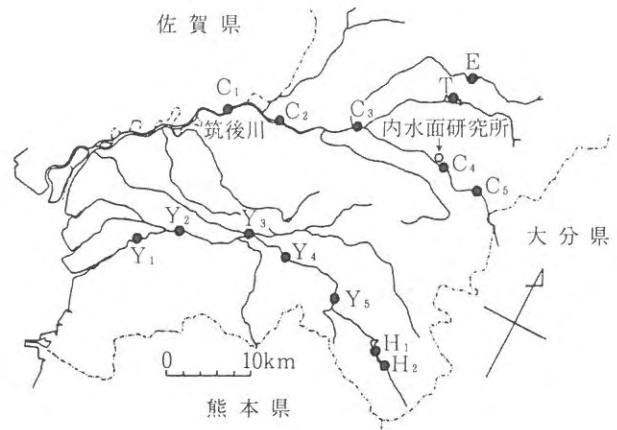 佐賀県
E
C₁
T
C₂
C₃
筑後川
内水面研究所
C₄
C₅
Y₂
Y₃
大分県
Y₁
Y₄
Y₅
H₁
0 10km
H₂
熊本県